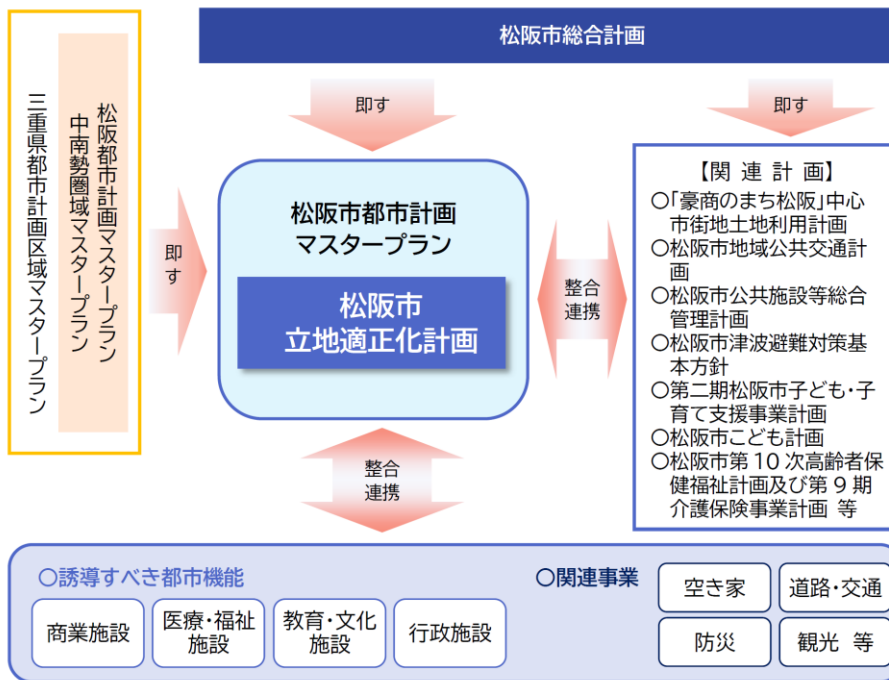 松阪市総合計画
三重県都市計画区域マスタープラン
松阪都市計画マスタープラン
中南勢圏域マスタープラン
即す
即す
即す
松阪市都市計画
マスタープラン
松阪市
立地適正化計画
整合
連携
【関連計画】
○「豪商のまち松阪」中心
市街地土地利用計画
○松阪市地域公共交通計
画
○松阪市公共施設等総合
管理計画
○松阪市津波避難対策基
本方針
○第二期松阪市子ども・子
育て支援事業計画
○松阪市こども計画
○松阪市第10次高齢者保
健福祉計画及び第9期
介護保険事業計画 等
整合
連携
○誘導すべき都市機能
商業施設
医療・福祉
施設
教育・文化
施設
行政施設
○関連事業
空き家
道路・交通
防災
観光 等